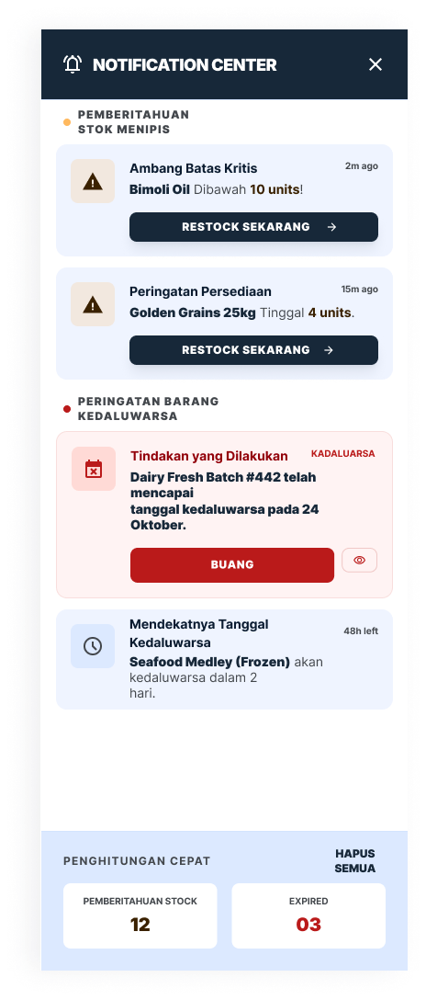 NOTIFICATION CENTER
PEMBERITAHUAN
STOK MENIPIS
Ambang Batas Kritis
2m ago
Bimoli Oil Dibawah 10 units!
RESTOCK SEKARANG →
Peringatan Persediaan
15m ago
Golden Grains 25kg Tinggal 4 units.
RESTOCK SEKARANG →
PERINGATAN BARANG
KEDALUWARSA
Tindakan yang Dilakukan
KADALUARSA
Dairy Fresh Batch #442 telah
mencapai
tanggal kedaluwarsa pada 24
Oktober.
BUANG
Mendekatnya Tanggal
Kedaluwarsa
48h left
Seafood Medley (Frozen) akan
kedaluwarsa dalam 2
hari.
PENGHITUNGAN CEPAT
HAPUS
SEMUA
PEMBERITAHUAN STOCK
12
EXPIRED
03